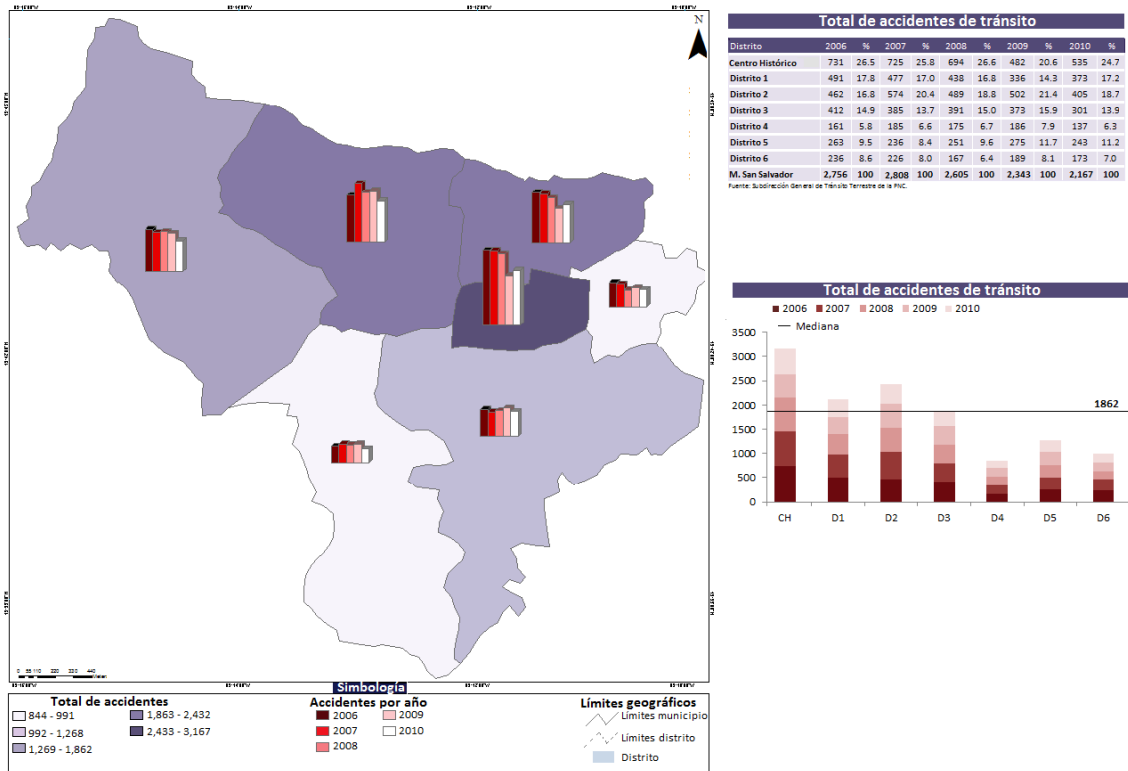 N
Total de accidentes de tránsito
Distrito 2006 % 2007 % 2008 % 2009 % 2010 %
Centro Histórico 731 26.5 725 25.8 694 26.6 482 20.6 535 24.7
Distrito 1 491 17.8 477 17.0 438 16.8 336 14.3 373 17.2
Distrito 2 462 16.8 574 20.4 489 18.8 502 21.4 405 18.7
Distrito 3 412 14.9 385 13.7 391 15.0 373 15.9 301 13.9
Distrito 4 161 5.8 185 6.6 175 6.7 186 7.9 137 6.3
Distrito 5 263 9.5 236 8.4 251 9.6 275 11.7 243 11.2
Distrito 6 236 8.6 226 8.0 167 6.4 189 8.1 173 7.0
M. San Salvador 2,756 100 2,808 100 2,605 100 2,343 100 2,167 100
Fuente: Subdirección General de Tránsito Terrestre de la PNC.
Total de accidentes de tránsito
2006 2007 2008 2009 2010
Mediana
3500
3000
2500
2000
1862
1500
1000
500
0
CH D1 D2 D3 D4 D5 D6
Simbología
Total de accidentes
844 - 991
992 - 1,268
1,269 - 1,862
1,863 - 2,432
2,433 - 3,167
Accidentes por año
2006
2007
2008
2009
2010
Límites geográficos
Límites municipio
Límites distrito
Distrito